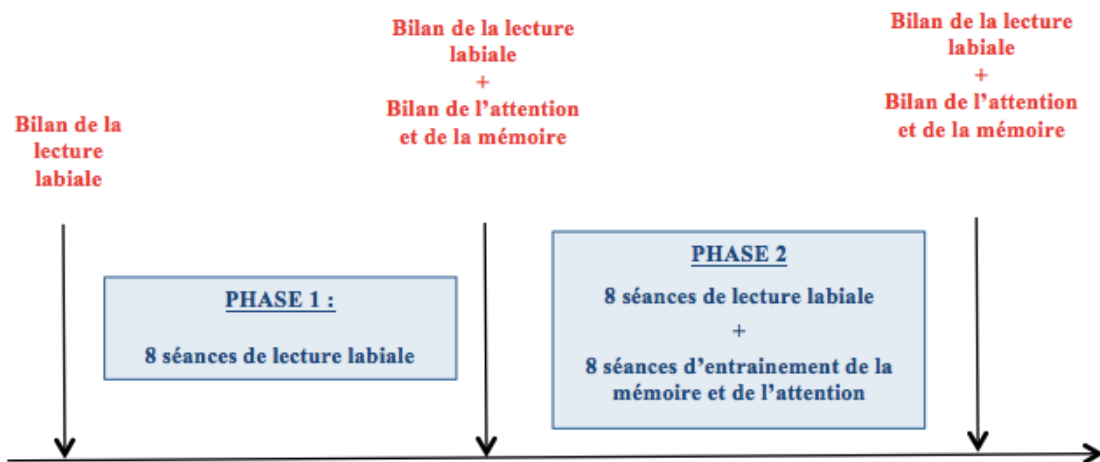 Bilan de la
lecture
labiale
Bilan de la lecture
labiale
+
Bilan de l’attention
et de la mémoire
Bilan de la lecture
labiale
+
Bilan de l’attention
et de la mémoire
PHASE 1 :
8 séances de lecture labiale
PHASE 2
8 séances de lecture labiale
+
8 séances d’entrainement de la
mémoire et de l’attention